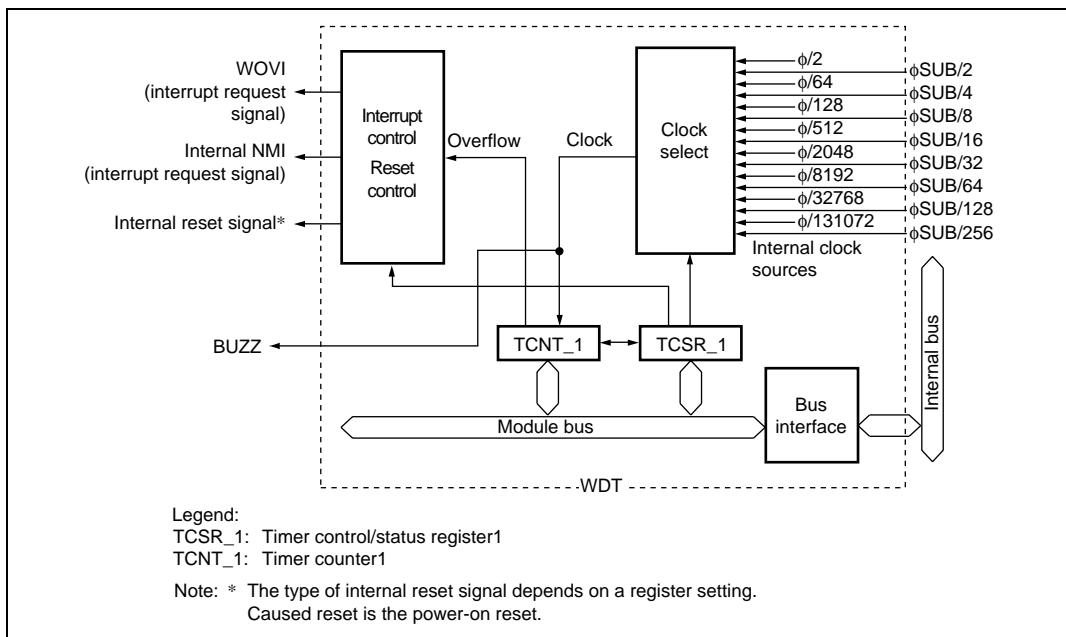 WOVI
(interrupt request
signal)
Internal NMI
(interrupt request signal)
Internal reset signal*
BUZZ
Interrupt
control
Reset
control
Overflow
Clock
Clock
select
ϕ/2
ϕSUB/2
ϕ/64
ϕSUB/4
ϕ/128
ϕSUB/8
ϕ/512
ϕSUB/16
ϕ/2048
ϕSUB/32
ϕ/8192
ϕSUB/64
ϕ/32768
ϕSUB/128
ϕ/131072
ϕSUB/256
Internal clock
sources
TCNT_1
TCSR_1
Module bus
Bus
interface
Internal bus
WDT
Legend:
TCSR_1: Timer control/status register1
TCNT_1: Timer counter1
Note: * The type of internal reset signal depends on a register setting.
Caused reset is the power-on reset.